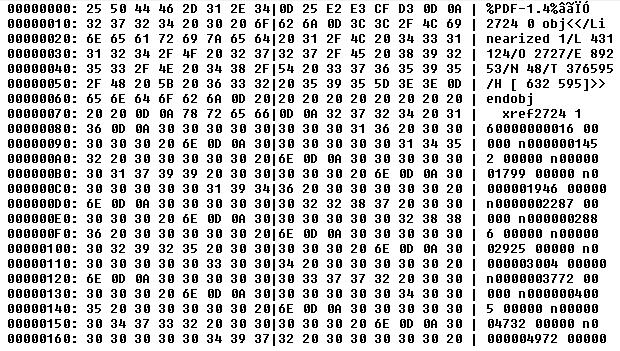 00000000: 25 50 44 46 2D 31 2E 34|0D 25 E2 E3 CF D3 0D 0A | %PDF-1.4%âãÏÓ
00000010: 32 37 32 34 20 30 20 6F|62 6A 0D 3C 3C 2F 4C 69 | 2724 0 obj<</Li
00000020: 6E 65 61 72 69 7A 65 64|20 31 2F 4C 20 34 33 31 | nearized 1/L 431
00000030: 31 32 34 2F 4F 20 32 37|32 37 2F 45 20 38 39 32 | 124/O 2727/E 892
00000040: 35 33 2F 4E 20 34 38 2F|54 20 33 37 36 35 39 35 | 53/N 48/T 376595
00000050: 2F 48 20 5B 20 36 33 32|20 35 39 35 5D 3E 3E 0D | /H [ 632 595]>>
00000060: 65 6E 64 6F 62 6A 0D 20|20 20 20 20 20 20 20 20 | endobj
00000070: 20 20 0D 0A 78 72 65 66|0D 0A 32 37 32 34 20 31 |   xref2724 1
00000080: 36 0D 0A 30 30 30 30 30|30 30 30 31 36 20 30 30 | 60000000016 00
00000090: 30 30 30 20 6E 0D 0A 30|30 30 30 30 30 31 34 35 | 000 n0000000145
000000A0: 32 20 30 30 30 30 30 20|6E 0D 0A 30 30 30 30 30 | 2 00000 n00000
000000B0: 30 31 37 39 39 20 30 30|30 30 30 20 6E 0D 0A 30 | 01799 00000 n0
000000C0: 30 30 30 30 30 31 39 34|36 20 30 30 30 30 30 20 | 000001946 00000
000000D0: 6E 0D 0A 30 30 30 30 30|30 32 32 38 37 20 30 30 | n0000002287 00
000000E0: 30 30 30 20 6E 0D 0A 30|30 30 30 30 30 32 38 38 | 000 n000000288
000000F0: 36 20 30 30 30 30 30 20|6E 0D 0A 30 30 30 30 30 | 6 00000 n00000
00000100: 30 32 39 32 35 20 30 30|30 30 30 20 6E 0D 0A 30 | 02925 00000 n0
00000110: 30 30 30 30 30 33 30 30|34 20 30 30 30 30 30 20 | 000003004 00000
00000120: 6E 0D 0A 30 30 30 30 30|30 33 37 37 32 20 30 30 | n0000003772 00
00000130: 30 30 30 20 6E 0D 0A 30|30 30 30 30 30 34 30 30 | 000 n000000400
00000140: 35 20 30 30 30 30 30 20|6E 0D 0A 30 30 30 30 30 | 5 00000 n00000
00000150: 30 34 37 33 32 20 30 30|30 30 30 20 6E 0D 0A 30 | 04732 00000 n0
00000160: 30 30 30 30 30 34 39 37|32 20 30 30 30 30 30 20 | 000004972 00000